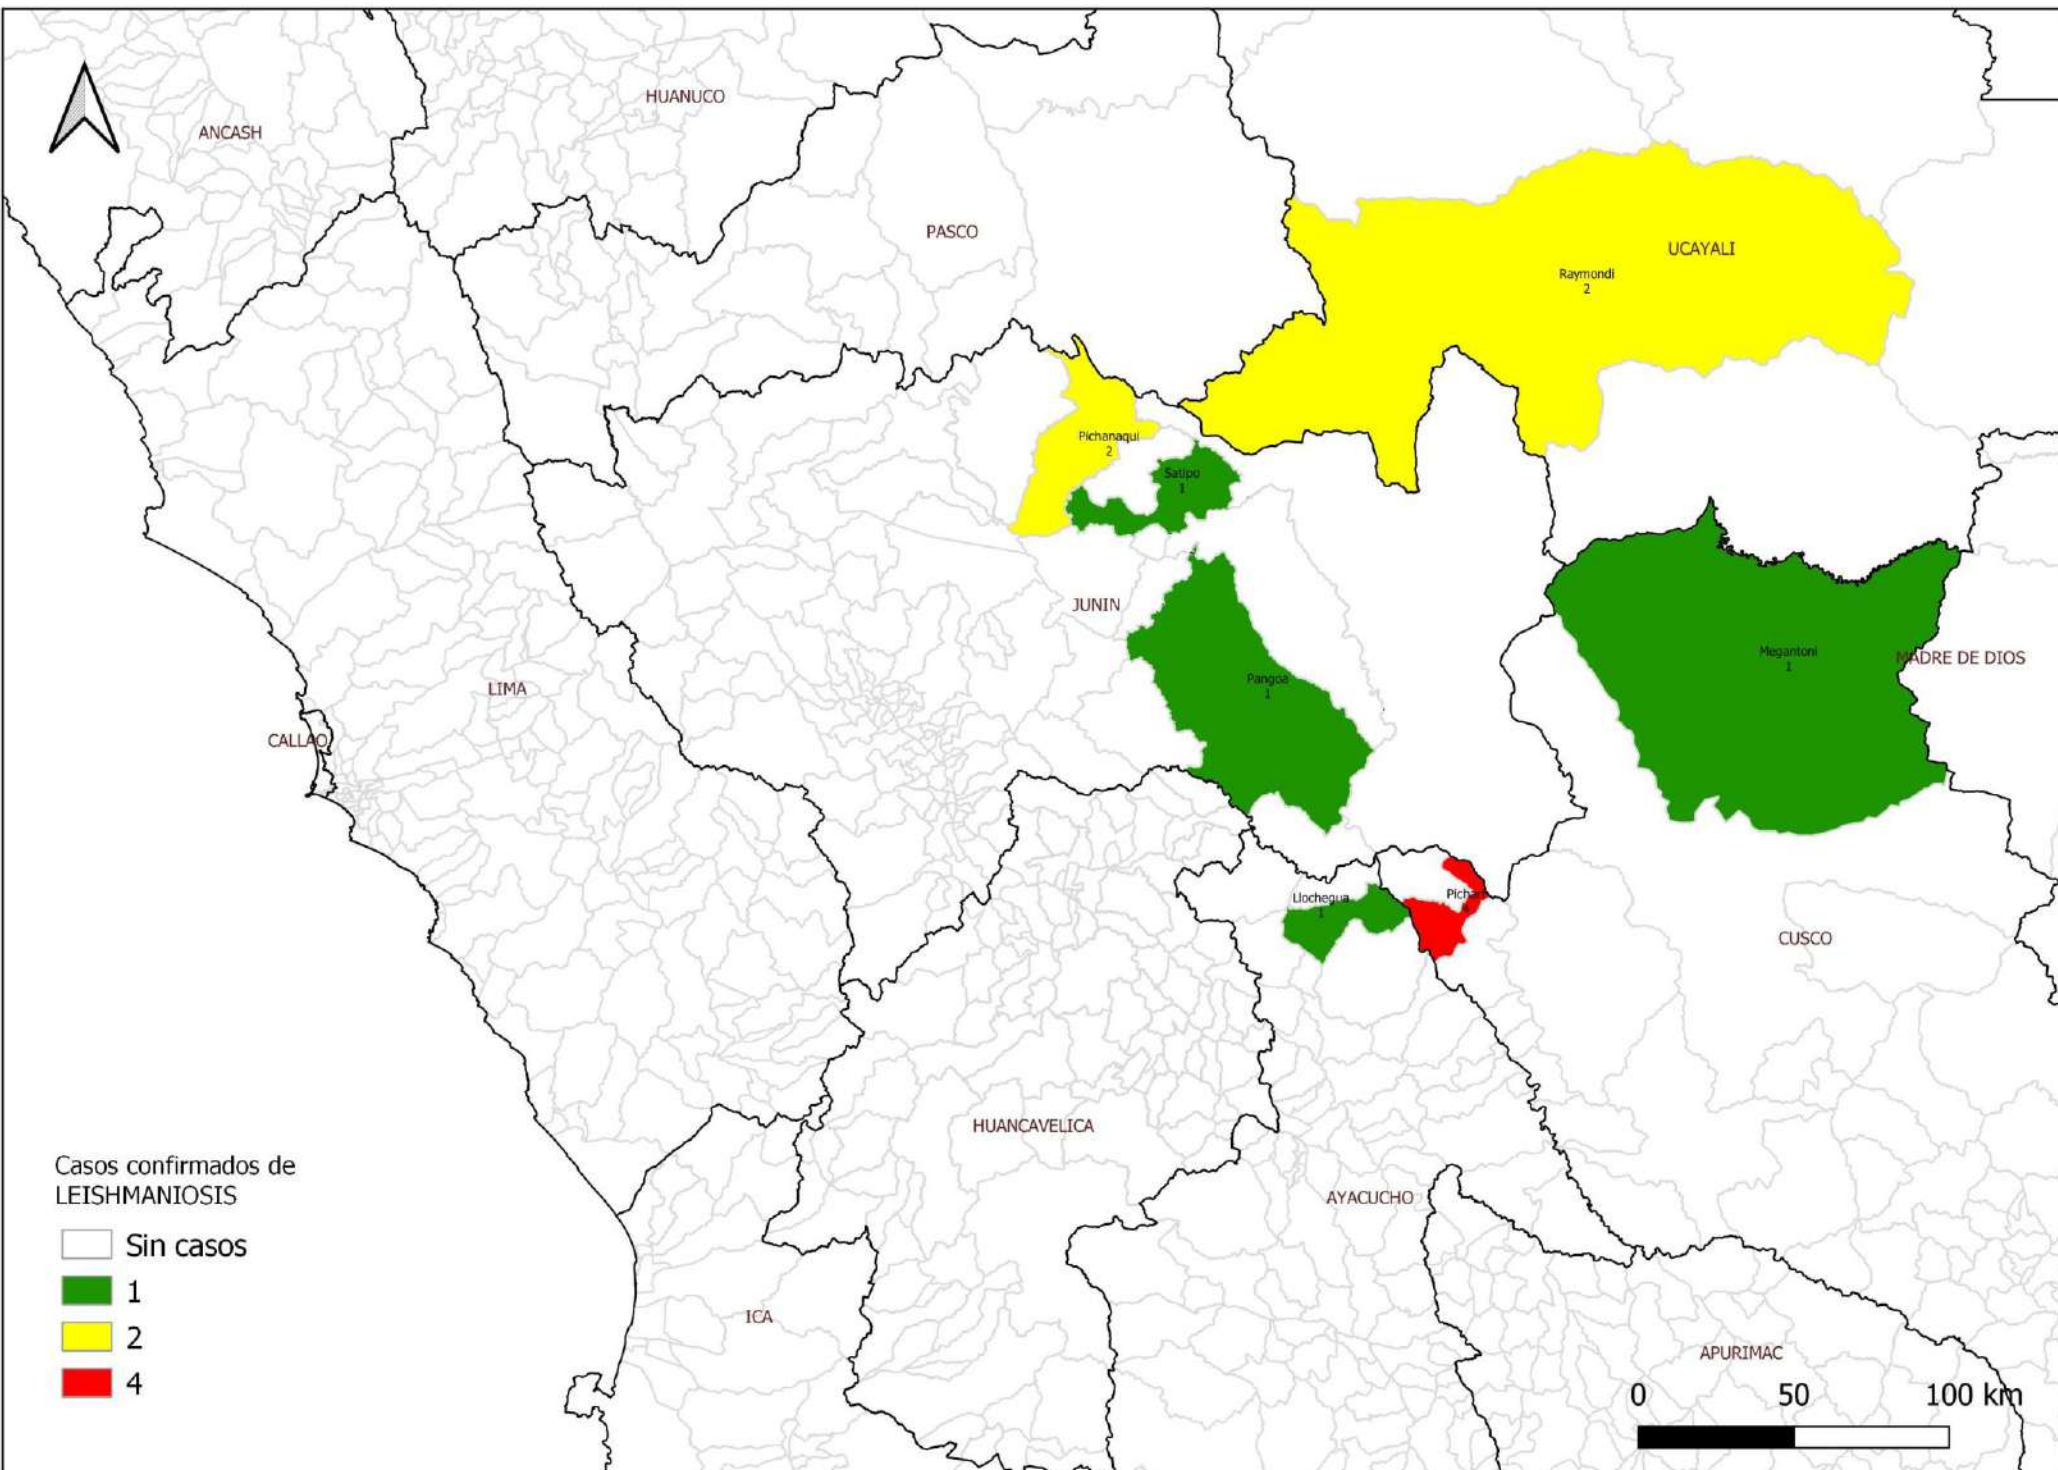 HUANUCO
ANCASH
PASCO
UCAYALI
Raymondi
2
Pichanaqui
2
Satipo
1
JUNIN
Megantoni
1
MADRE DE DIOS
Pangoa
1
LIMA
CALLAO
Llochegua
1
CUSCO
HUANCAVELICA
AYACUCHO
Casos confirmados de
LEISHMANIOSIS
Sin casos
1
2
4
ICA
APURIMAC
0 50 100 km